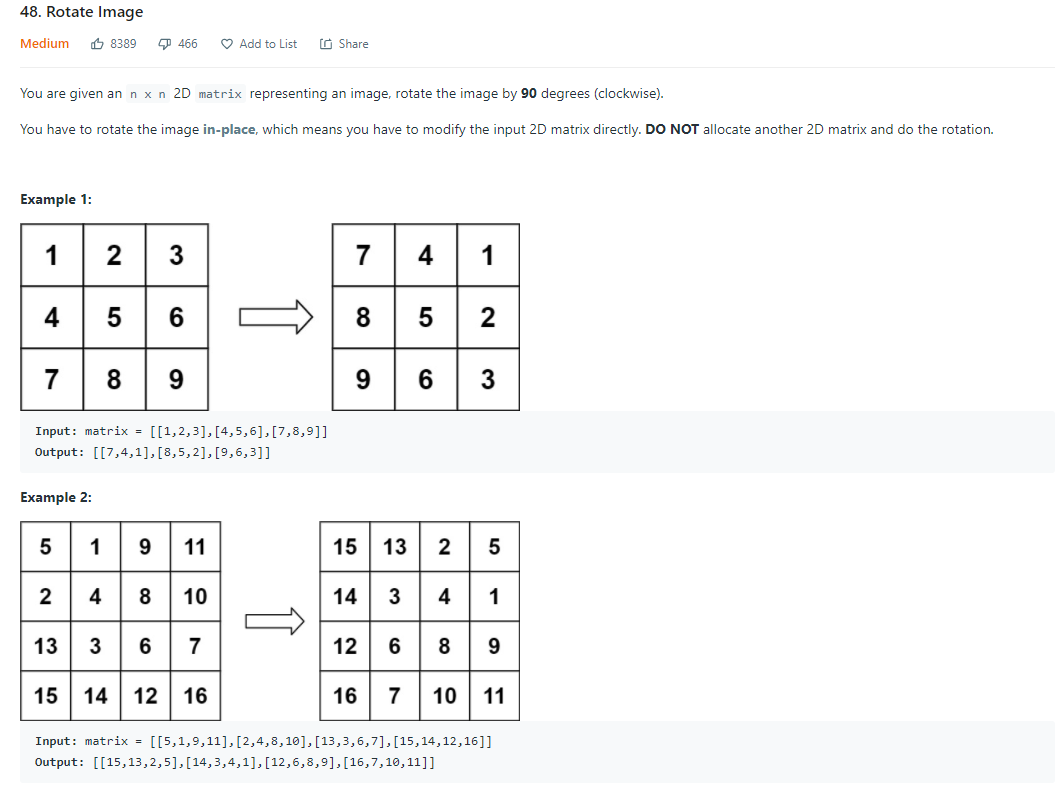 48. Rotate Image
Medium 8389 466 Add to List Share
You are given an n x n 2D matrix representing an image, rotate the image by 90 degrees (clockwise).
You have to rotate the image in-place, which means you have to modify the input 2D matrix directly. DO NOT allocate another 2D matrix and do the rotation.
Example 1:
1 2 3 7 4 1
4 5 6 8 5 2
7 8 9 9 6 3
Input: matrix = [[1,2,3],[4,5,6],[7,8,9]]
Output: [[7,4,1],[8,5,2],[9,6,3]]
Example 2:
5 1 9 11 15 13 2 5
2 4 8 10 14 3 4 1
13 3 6 7 12 6 8 9
15 14 12 16 16 7 10 11
Input: matrix = [[5,1,9,11],[2,4,8,10],[13,3,6,7],[15,14,12,16]]
Output: [[15,13,2,5],[14,3,4,1],[12,6,8,9],[16,7,10,11]]